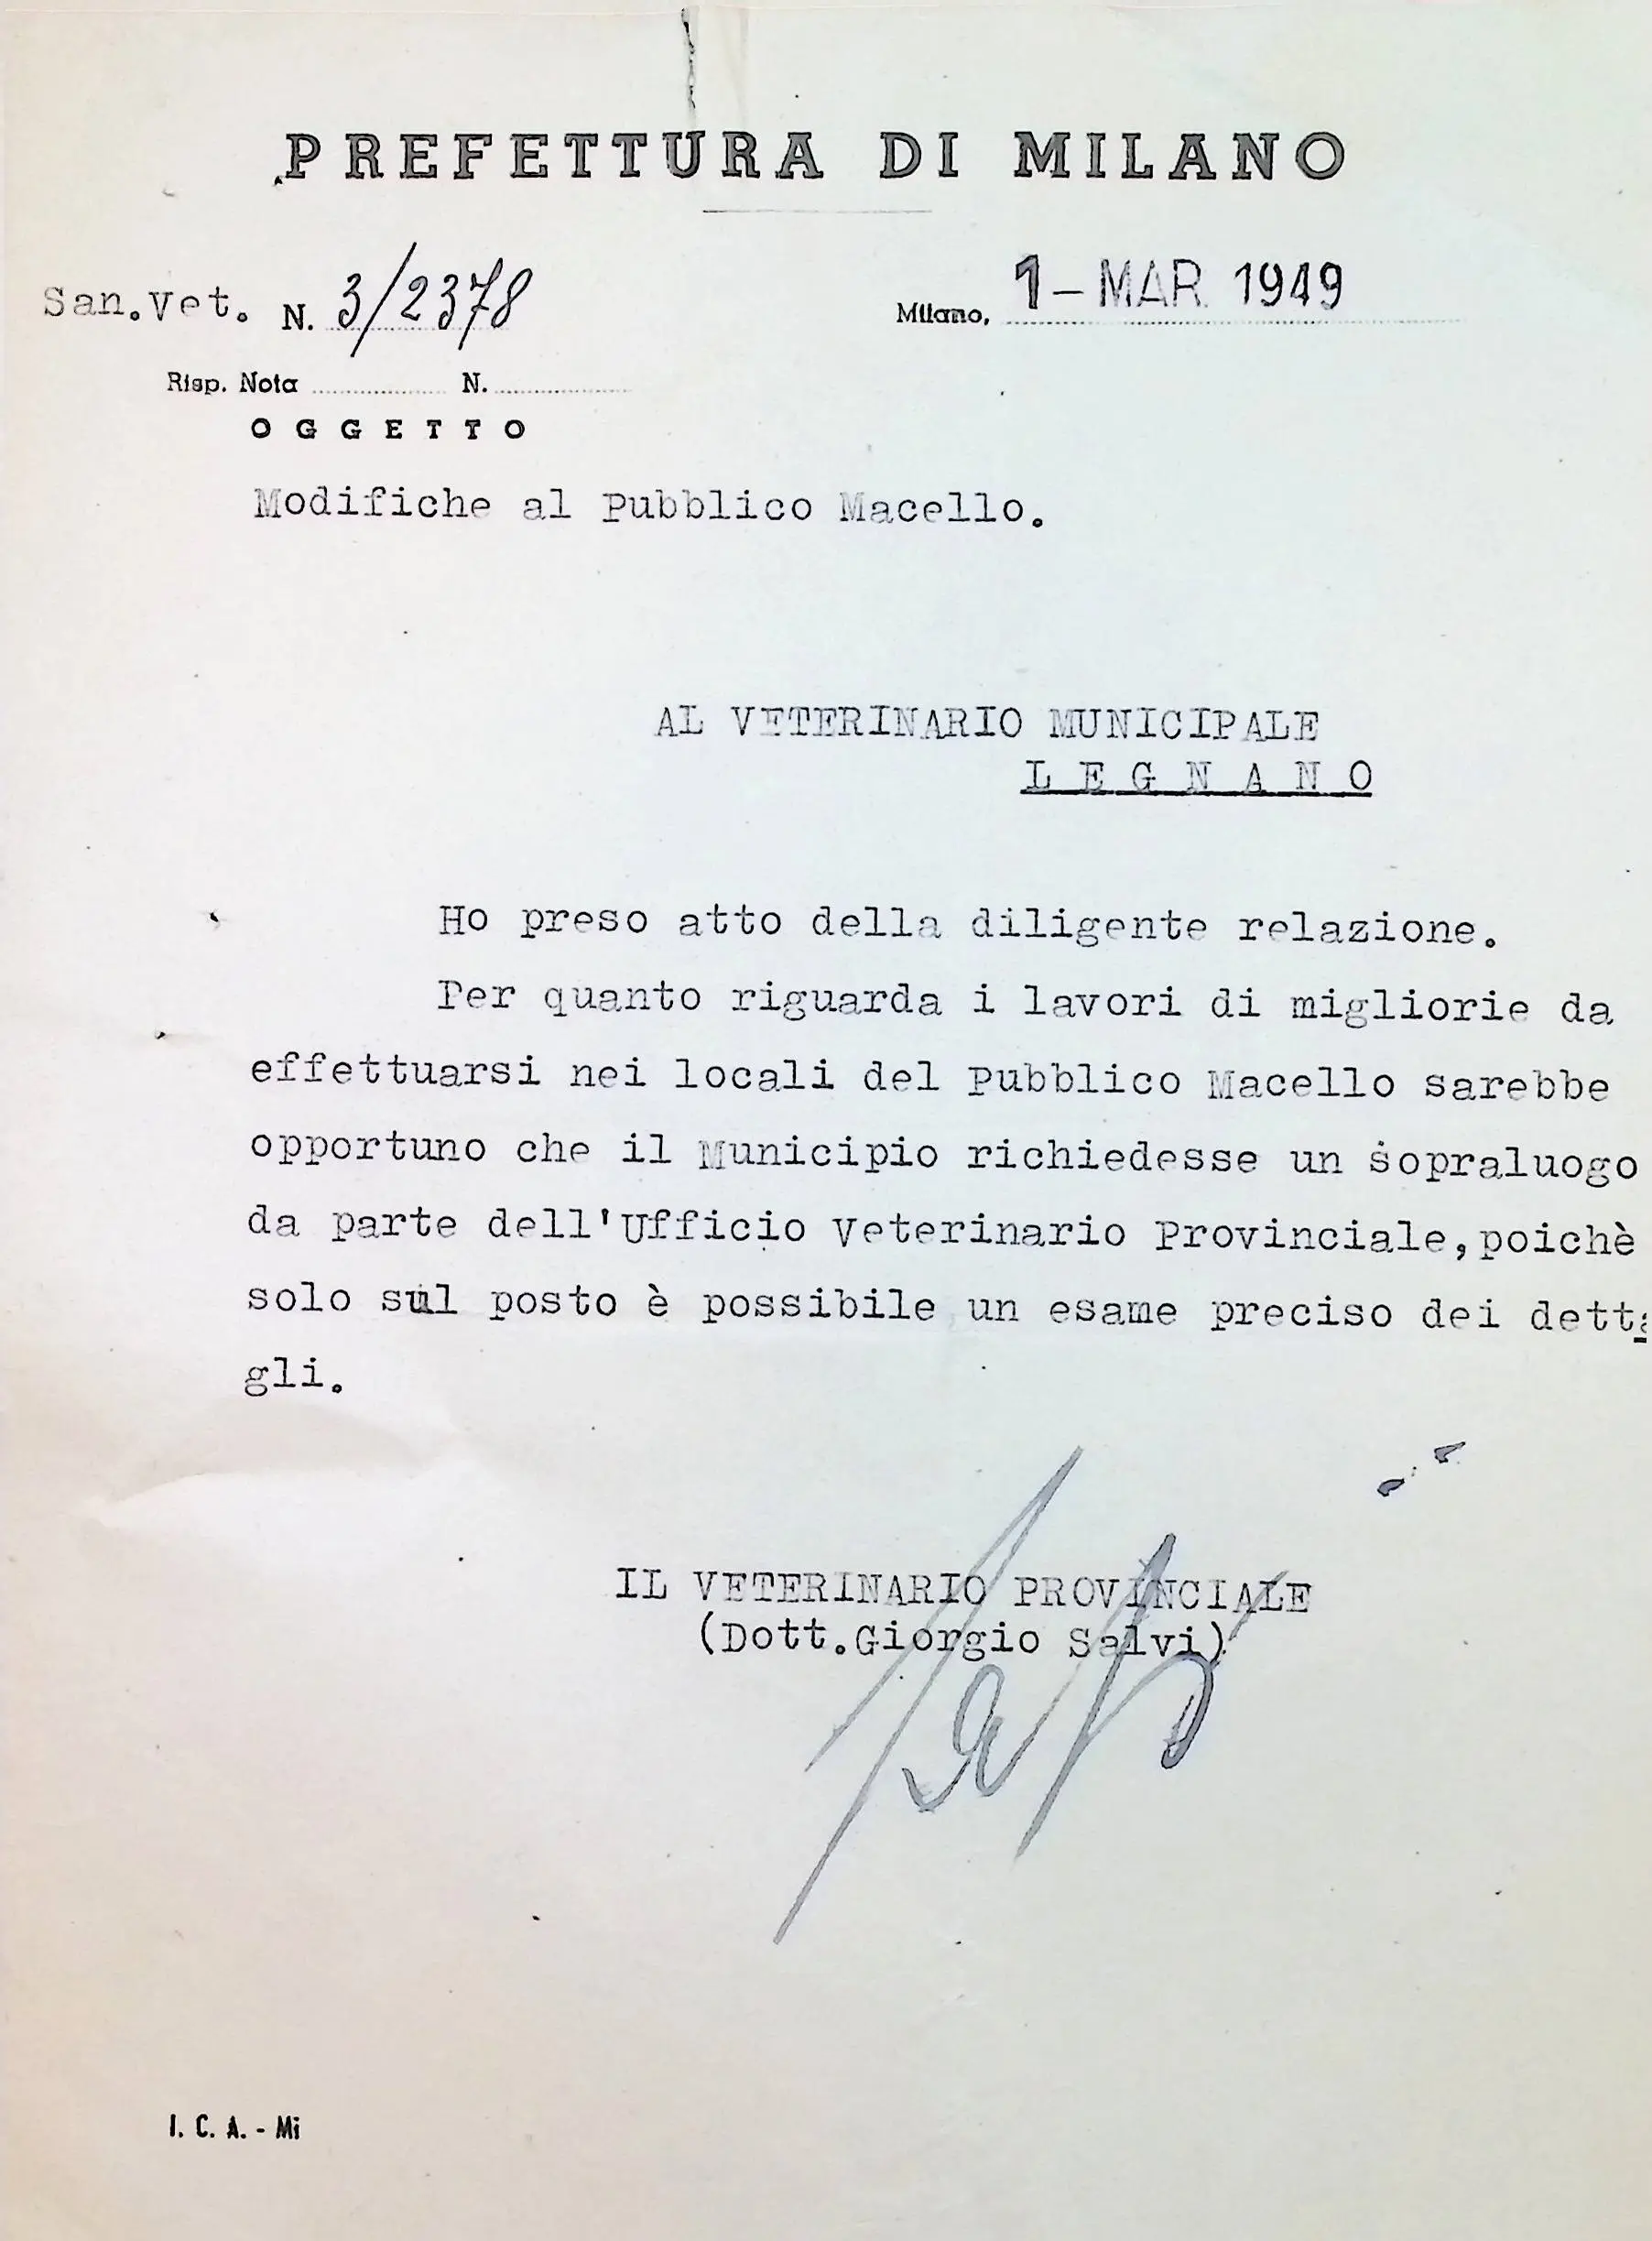 PREFETTURA DI MILANO
San.Vet. N. 3/2378
Milano, 1 - MAR. 1949
Risp. Nota N.
OGGETTO
Modifiche al Pubblico Macello.
AL VETERINARIO MUNICIPALE
LEGNANO
Ho preso atto della diligente relazione.
Per quanto riguarda i lavori di migliorie da
effettuarsi nei locali del Pubblico Macello sarebbe
opportuno che il Municipio richiedesse un sopraluogo
da parte dell'Ufficio Veterinario Provinciale,poichè
solo sul posto è possibile un esame preciso dei detta
gli.
IL VETERINARIO PROVINCIALE
(Dott.Giorgio Salvi)
I. C. A. - Mi